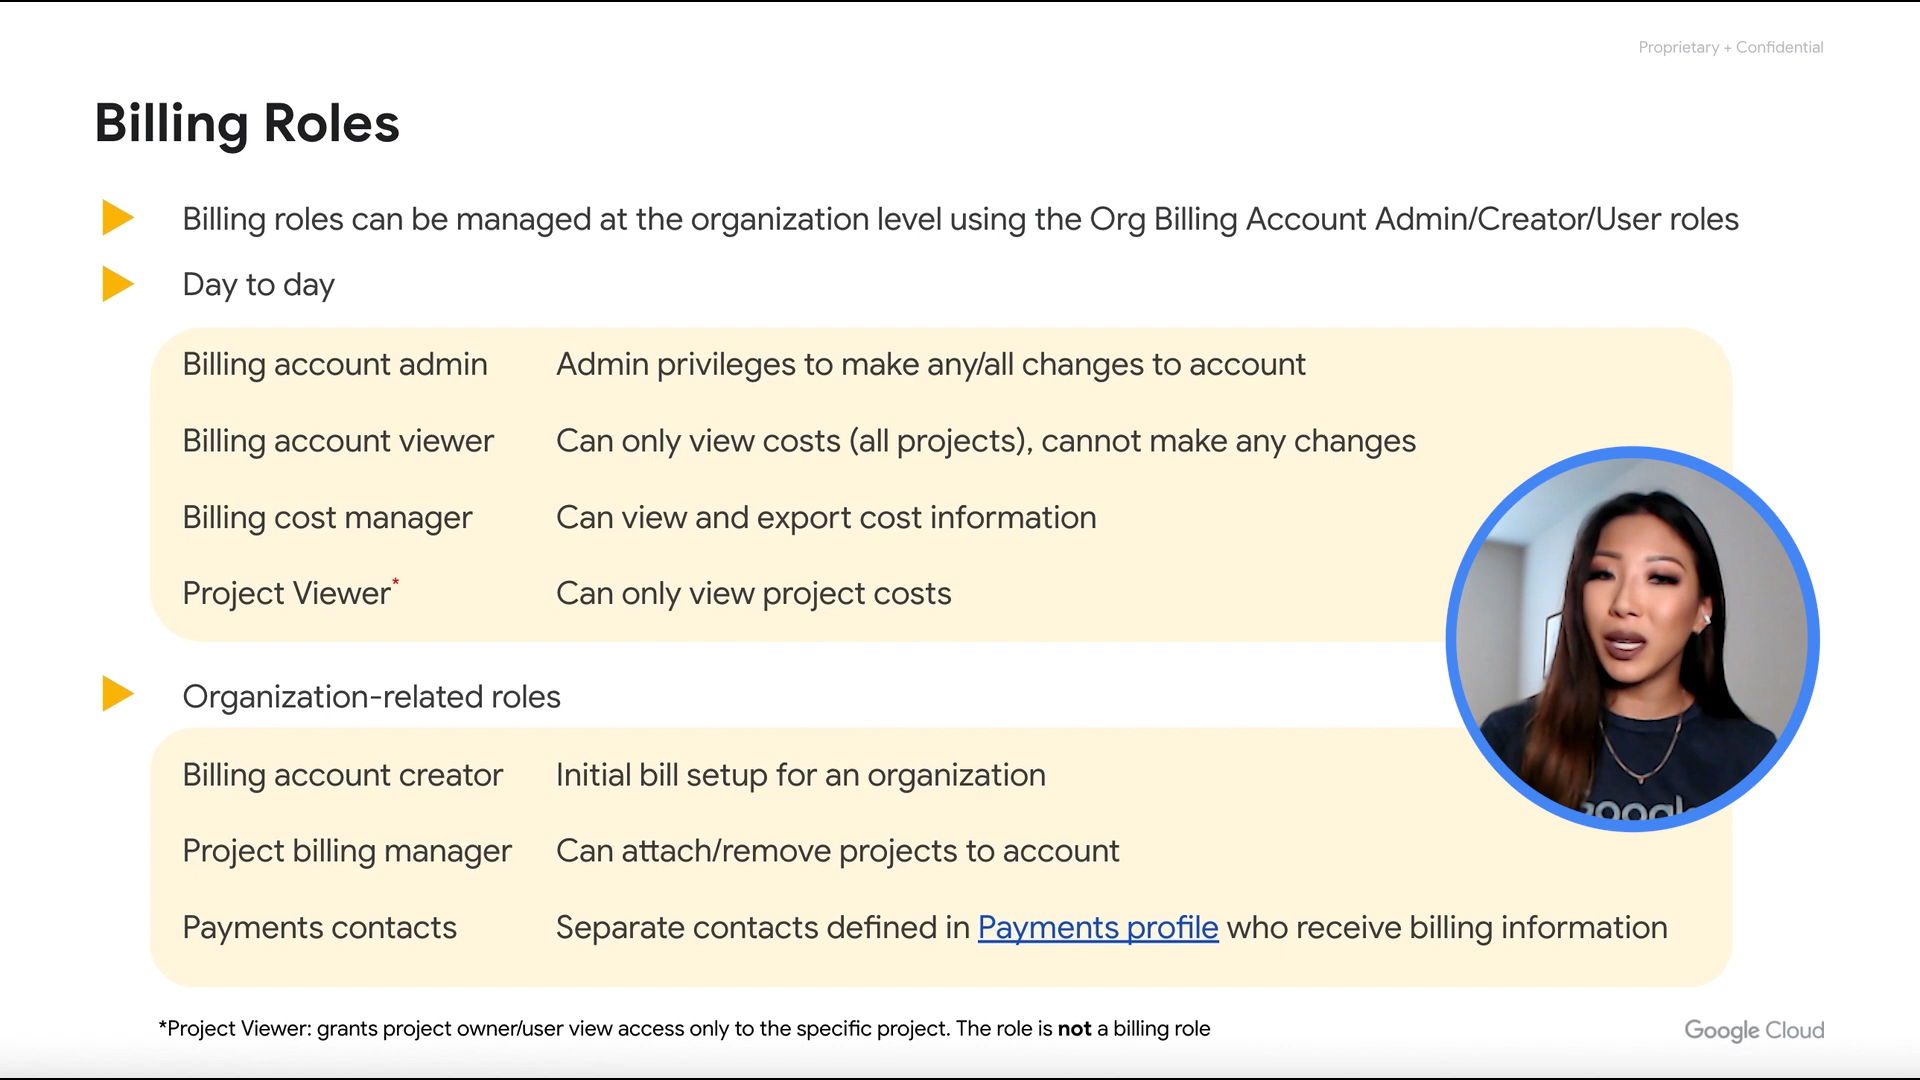 Proprietary + Confidential
Billing Roles
Billing roles can be managed at the organization level using the Org Billing Account Admin/Creator/User roles
Day to day
Billing account admin Admin privileges to make any/all changes to account
Billing account viewer Can only view costs (all projects), cannot make any changes
Billing cost manager Can view and export cost information
Project Viewer* Can only view project costs
Organization-related roles
Billing account creator Initial bill setup for an organization
Project billing manager Can attach/remove projects to account
Payments contacts Separate contacts defined in Payments profile who receive billing information
*Project Viewer: grants project owner/user view access only to the specific project. The role is not a billing role
Google Cloud